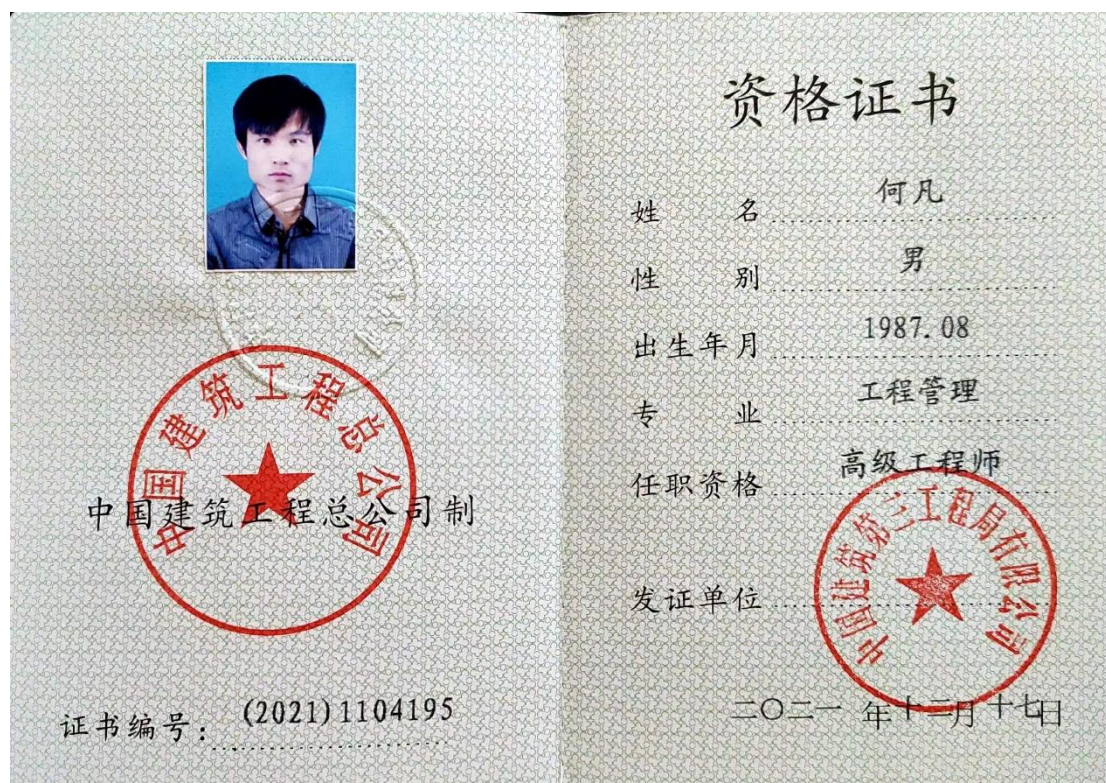 中国建筑工程总公司
中国建筑工程总公司制
证书编号：(2021)1104195
资格证书
姓 名 何凡
性 别 男
出生年月 1987.08
专 业 工程管理
任职资格 高级工程师
发证单位
中国建筑第三工程局有限公司
二〇二一年十二月十七日